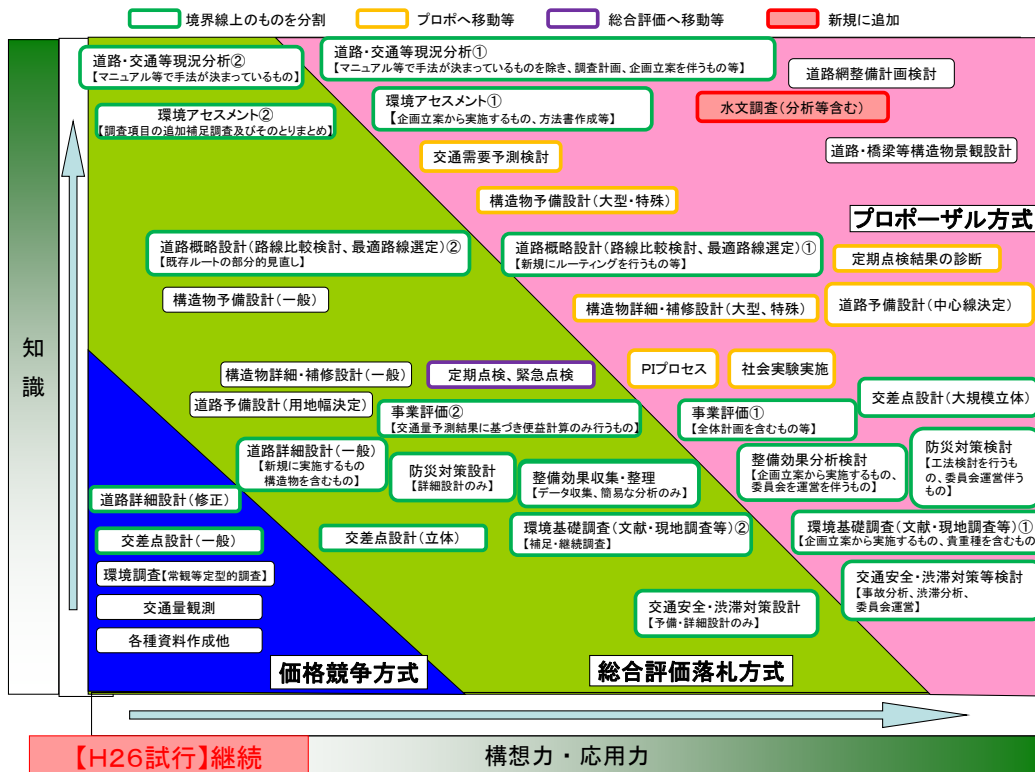 境界線上のものを分割
プロポへ移動等
総合評価へ移動等
新規に追加
道路・交通等現況分析②
【マニュアル等で手法が決まっているもの】
道路・交通等現況分析①
【マニュアル等で手法が決まっているものを除き、調査計画、企画立案を伴うもの等】
道路網整備計画検討
環境アセスメント②
【調査項目の追加補足調査及びそのとりまとめ】
環境アセスメント①
【企画立案から実施するもの、方法書作成等】
水文調査(分析等含む)
交通需要予測検討
道路・橋梁等構造物景観設計
構造物予備設計(大型・特殊)
プロポーザル方式
道路概略設計(路線比較検討、最適路線選定)②
【既存ルートの部分的見直し】
道路概略設計(路線比較検討、最適路線選定)①
【新規にルーティングを行うもの等】
定期点検結果の診断
構造物予備設計(一般)
構造物詳細・補修設計(大型、特殊)
道路予備設計(中心線決定)
知
識
構造物詳細・補修設計(一般)
定期点検、緊急点検
PIプロセス
社会実験実施
道路予備設計(用地幅決定)
事業評価②
【交通量予測結果に基づき便益計算のみ行うもの】
事業評価①
【全体計画を含むもの等】
交差点設計(大規模立体)
道路詳細設計(一般)
【新規に実施するもの
構造物を含むもの】
防災対策設計
【詳細設計のみ】
整備効果収集・整理
【データ収集、簡易な分析のみ】
整備効果分析検討
【企画立案から実施するもの、
委員会を運営を伴うもの】
防災対策検討
【工法検討を行うも
の、委員会運営伴う
もの】
道路詳細設計(修正)
交差点設計(一般)
交差点設計(立体)
環境基礎調査(文献・現地調査等)②
【補足・継続調査】
環境基礎調査(文献・現地調査等)①
【企画立案から実施するもの、貴重種を含むもの
環境調査【常観等定型的調査】
交通量観測
各種資料作成他
交通安全・渋滞対策設計
【予備・詳細設計のみ】
交通安全・渋滞対策等検討
【事故分析、渋滞分析、
委員会運営】
価格競争方式
総合評価落札方式
【H26試行】継続
構想力・応用力